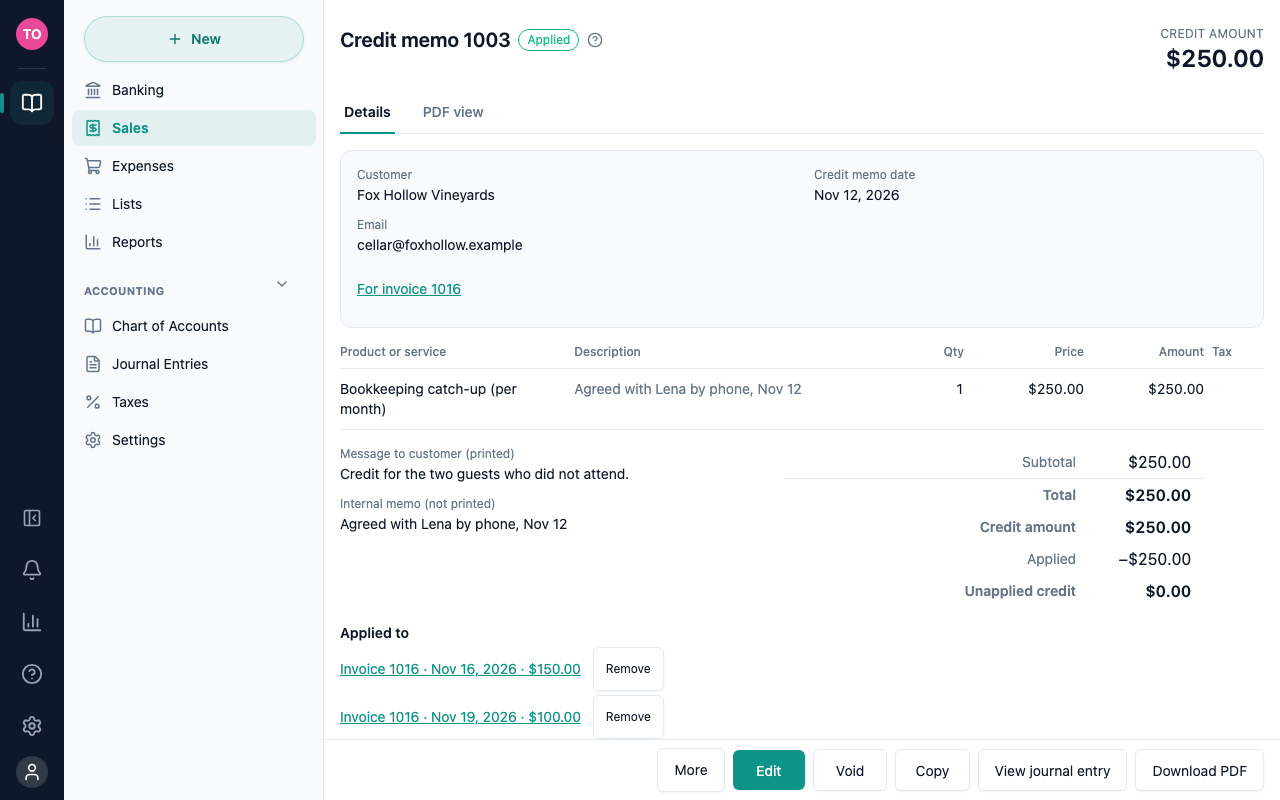 TO
New
Banking
Sales
Expenses
Lists
Reports
ACCOUNTING
Chart of Accounts
Journal Entries
Taxes
Settings
Credit memo 1003 Applied
CREDIT AMOUNT
$250.00
Details PDF view
Customer
Fox Hollow Vineyards
Credit memo date
Nov 12, 2026
Email
cellar@foxhollow.example
For invoice 1016
Product or service Description Qty Price Amount Tax
Bookkeeping catch-up (per month) Agreed with Lena by phone, Nov 12 1 $250.00 $250.00
Message to customer (printed)
Credit for the two guests who did not attend.
Internal memo (not printed)
Agreed with Lena by phone, Nov 12
Subtotal $250.00
Total $250.00
Credit amount $250.00
Applied –$250.00
Unapplied credit $0.00
Applied to
Invoice 1016 · Nov 16, 2026 · $150.00 Remove
Invoice 1016 · Nov 19, 2026 · $100.00 Remove
More Edit Void Copy View journal entry Download PDF